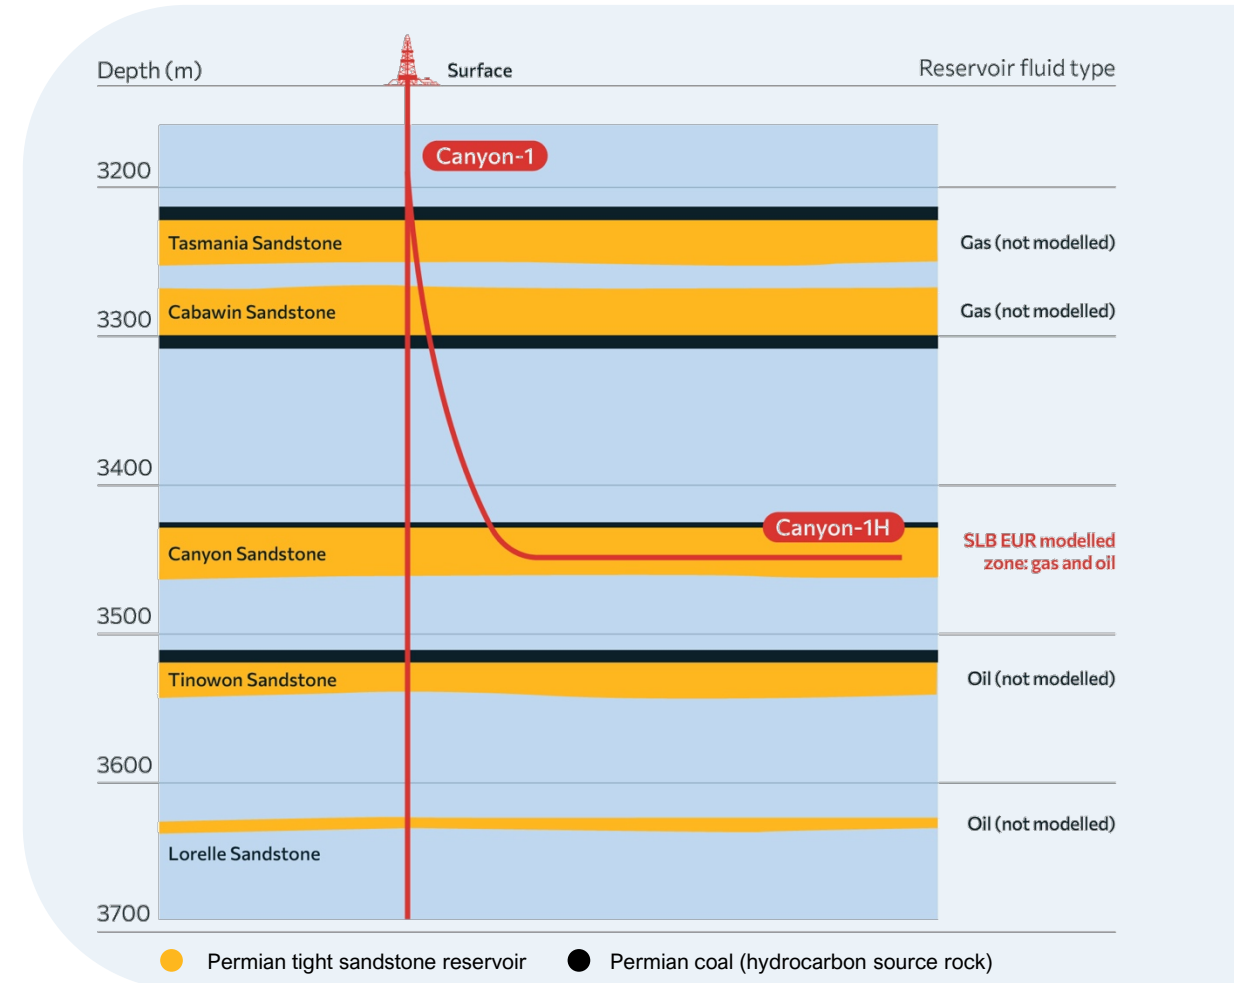 Depth (m)
Surface
Reservoir fluid type
Canyon-1
3200
Tasmania Sandstone
Gas (not modelled)
Cabawin Sandstone
Gas (not modelled)
3300
3400
Canyon-1H
Canyon Sandstone
SLB EUR modelled
zone: gas and oil
3500
Tinowon Sandstone
Oil (not modelled)
3600
Oil (not modelled)
Lorelle Sandstone
3700
Permian tight sandstone reservoir
Permian coal (hydrocarbon source rock)